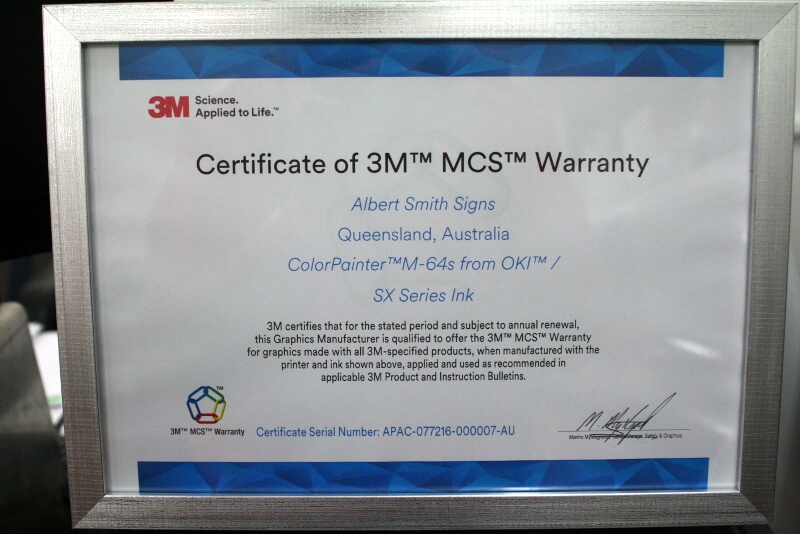 3M Science.
Applied to Life.™
Certificate of 3M™ MCS™ Warranty
Albert Smith Signs
Queensland, Australia
ColorPainter™M-64s from OKI™ /
SX Series Ink
3M certifies that for the stated period and subject to annual renewal,
this Graphics Manufacturer is qualified to offer the 3M™ MCS™ Warranty
for graphics made with all 3M-specified products, when manufactured with the
printer and ink shown above, applied and used as recommended in
applicable 3M Product and Instruction Bulletins.
™
3M™ MCS™ Warranty
Certificate Serial Number: APAC-077216-000007-AU
Safety & Graphics